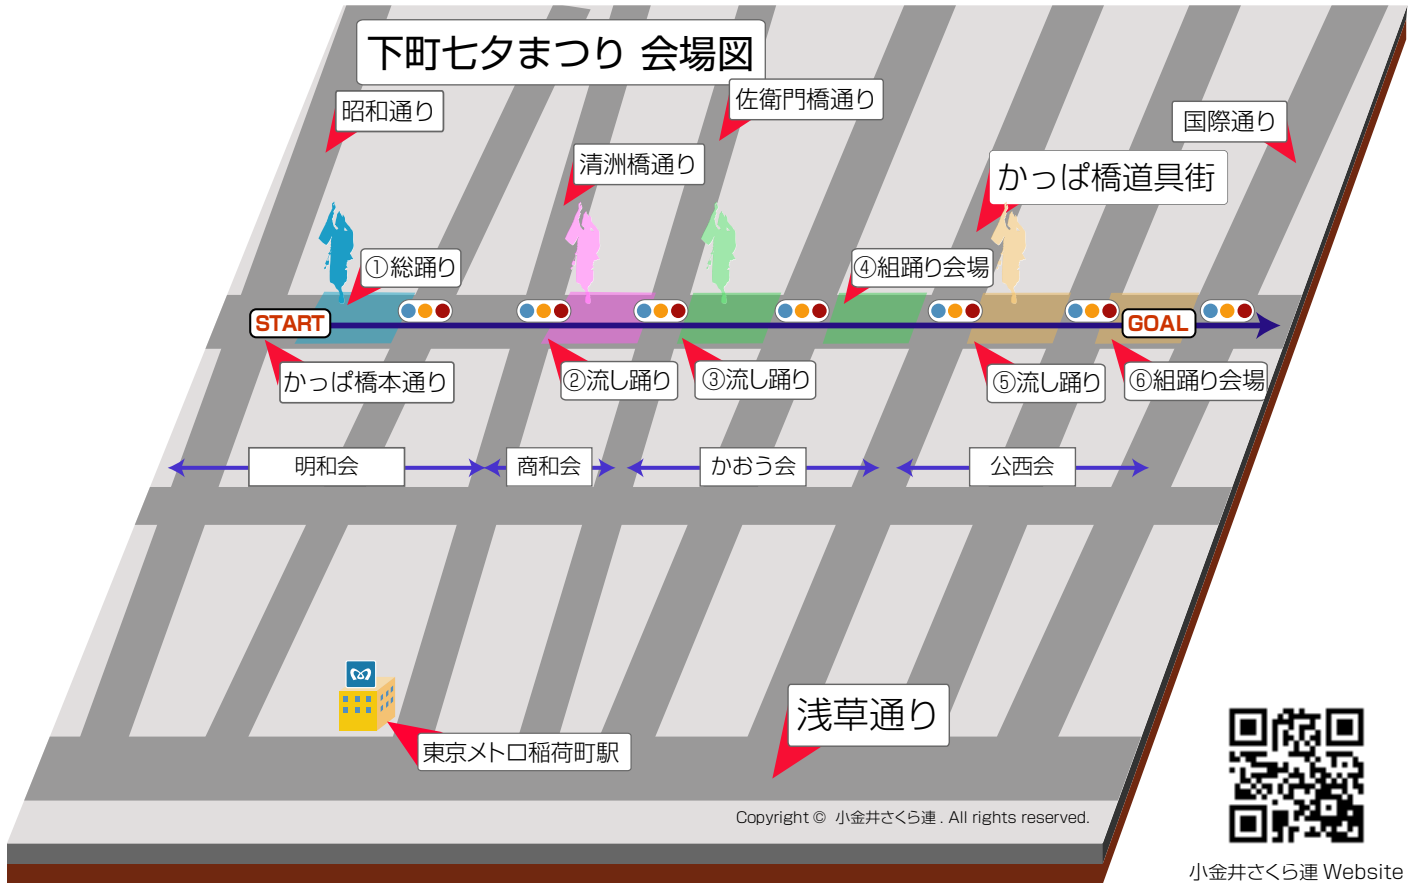 下町七夕まつり 会場図
昭和通り
佐衛門橋通り
国際通り
清洲橋通り
かっぱ橋道具街
①総踊り
④組踊り会場
START
GOAL
かっぱ橋本通り
②流し踊り
③流し踊り
⑤流し踊り
⑥組踊り会場
明和会
商和会
かおう会
公西会
浅草通り
東京メトロ稲荷町駅
Copyright © 小金井さくら連 . All rights reserved.
小金井さくら連 Website